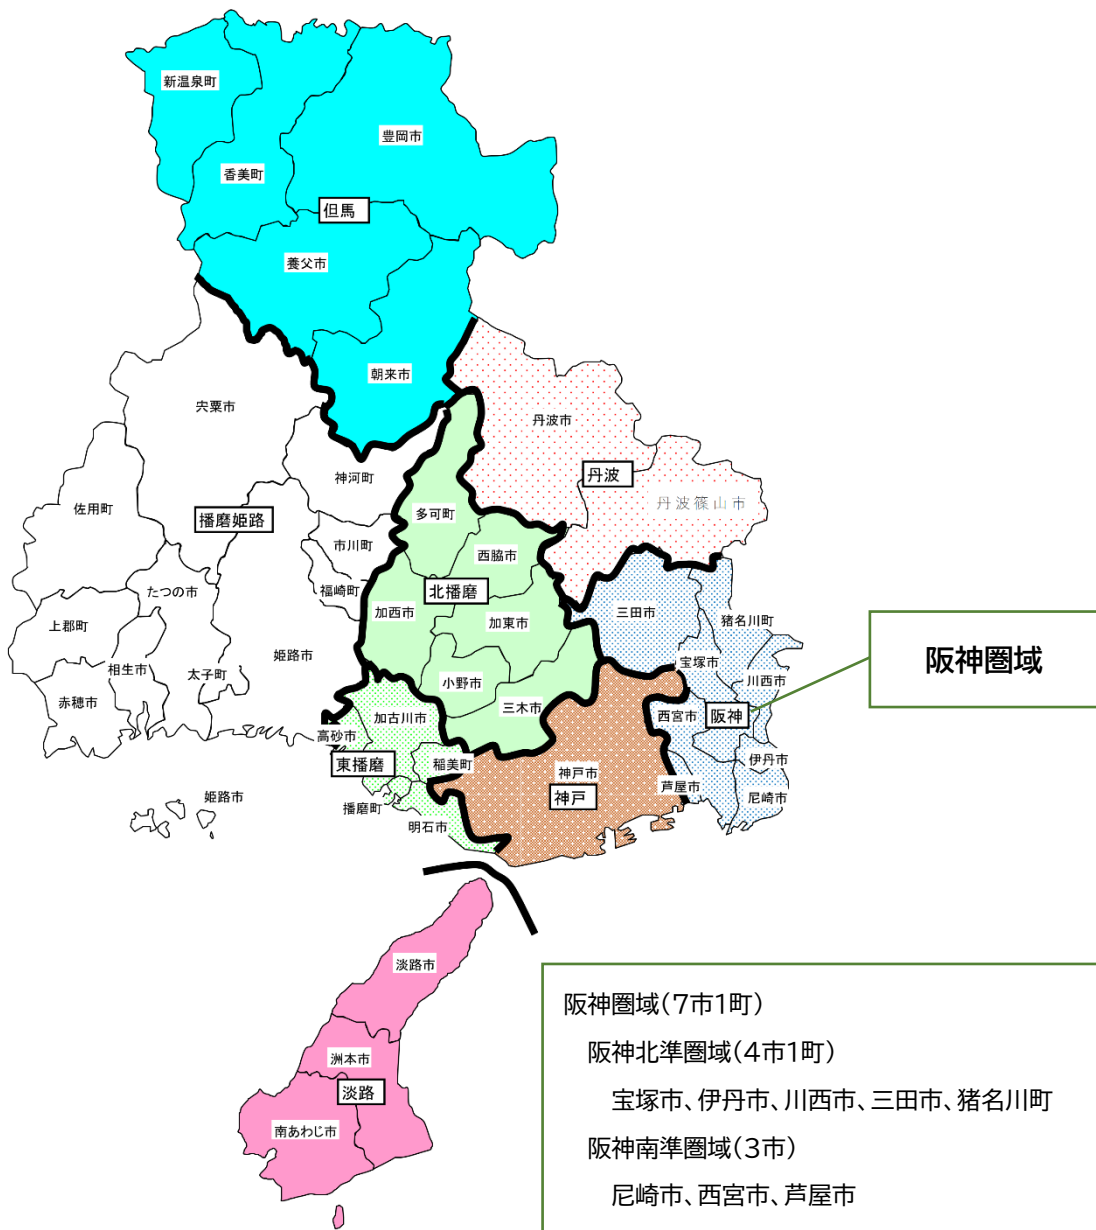 新温泉町
豊岡市
香美町
但馬
養父市
朝来市
宍粟市
丹波市
神河町
丹波
丹波篠山市
佐用町
播磨姫路
多可町
市川町
西脇市
たつの市
福崎町
北播磨
加西市
加東市
三田市
猪名川町
上郡町
姫路市
阪神圏域
相生市
太子町
小野市
宝塚市
川西市
赤穂市
三木市
西宮市
阪神
加古川市
高砂市
東播磨
稲美町
神戸市
伊丹市
芦屋市
神戸
尼崎市
姫路市
播磨町
明石市
淡路市
洲本市
淡路
南あわじ市
阪神圏域(7市1町)
阪神北準圏域(4市1町)
宝塚市、伊丹市、川西市、三田市、猪名川町
阪神南準圏域(3市)
尼崎市、西宮市、芦屋市